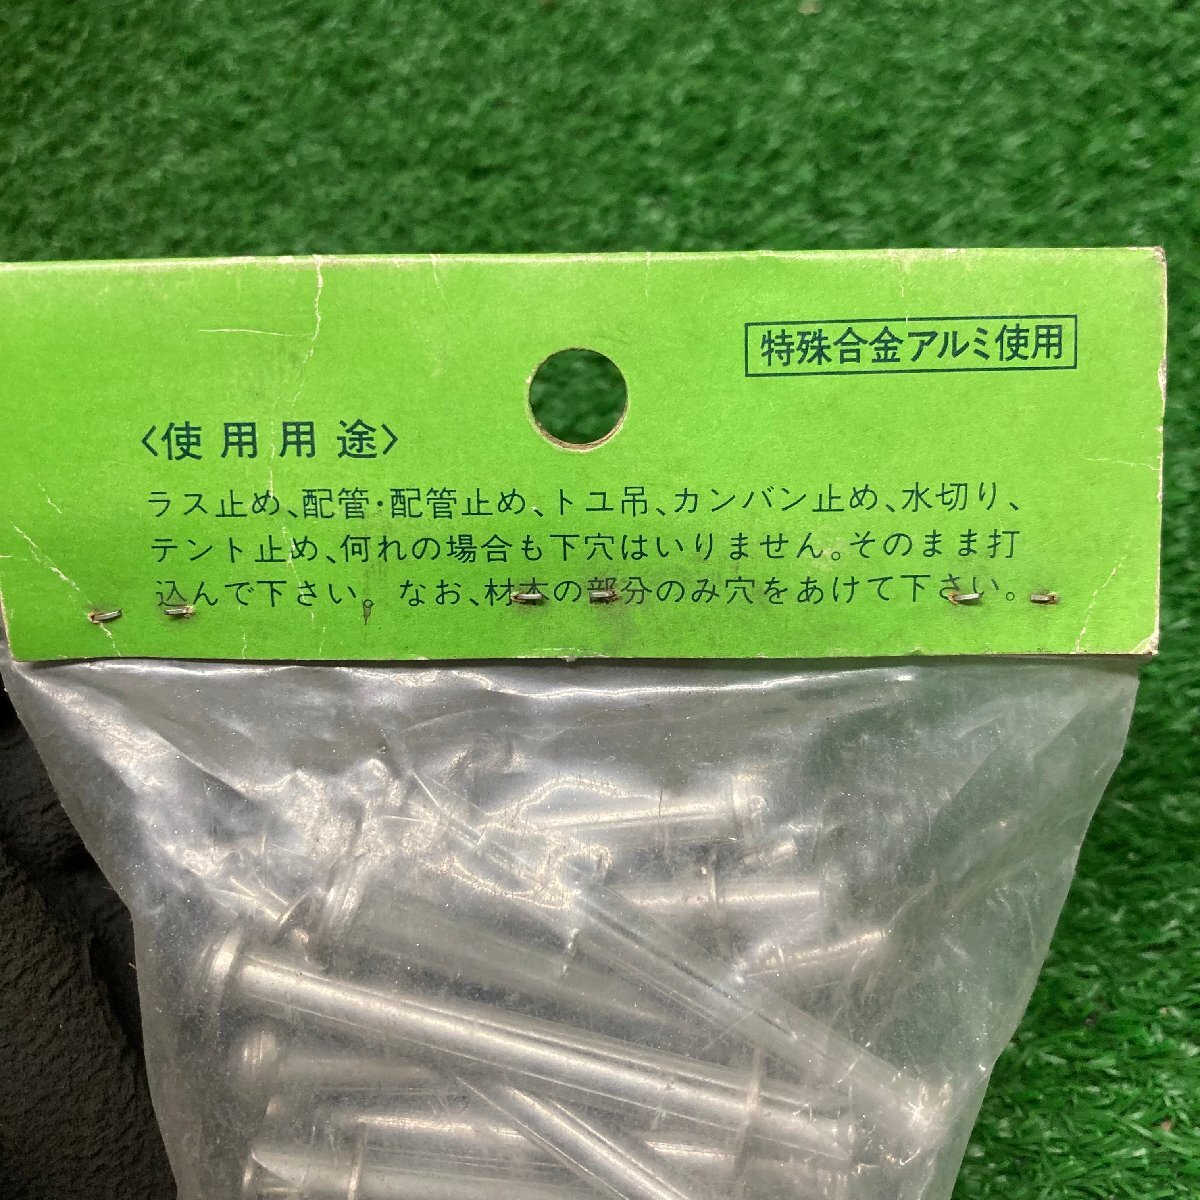 特殊合金アルミ使用
〈使用用途〉
ラス止め、配管・配管止め、トユ吊、カンバン止め、水切り、
テント止め、何れの場合も下穴はいりません。そのまま打
込んで下さい。なお、材木の部分のみ穴をあけて下さい。